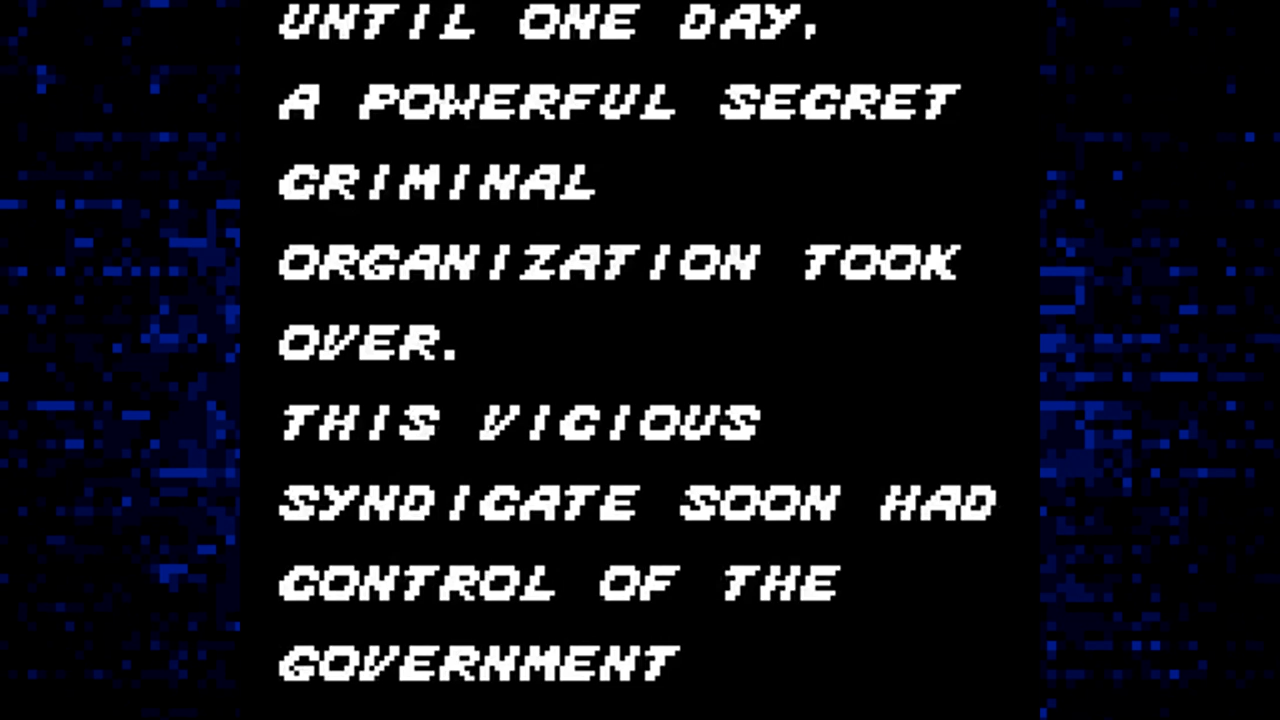 UNTIL ONE DAY,
A POWERFUL SECRET
CRIMINAL
ORGANIZATION TOOK
OVER.
THIS VICIOUS
SYNDICATE SOON HAD
CONTROL OF THE
GOVERNMENT